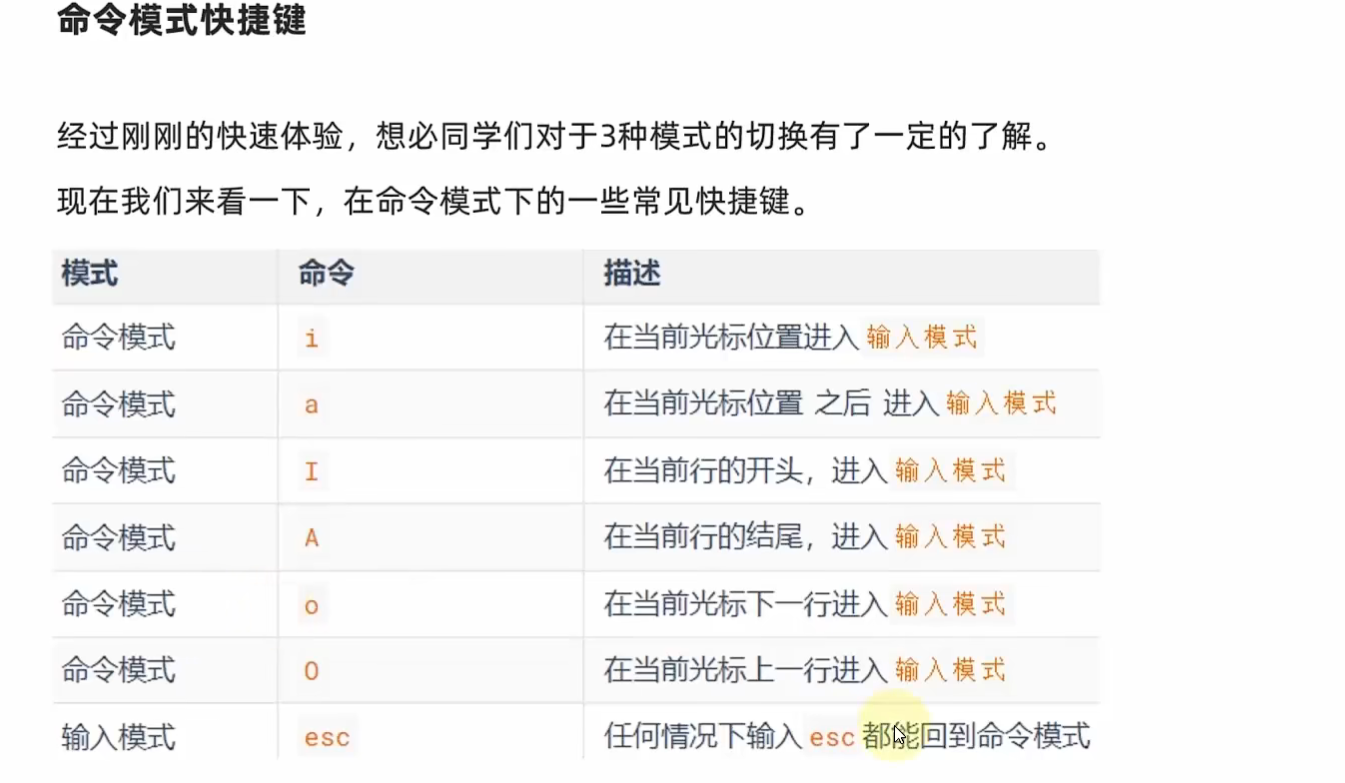 命令模式快捷键
经过刚刚的快速体验，想必同学们对于3种模式的切换有了一定的了解。
现在我们来看一下，在命令模式下的一些常见快捷键。
模式 命令 描述
命令模式 i 在当前光标位置进入 输入模式
命令模式 a 在当前光标位置 之后 进入 输入模式
命令模式 I 在当前行的开头，进入 输入模式
命令模式 A 在当前行的结尾，进入 输入模式
命令模式 o 在当前光标下一行进入 输入模式
命令模式 O 在当前光标上一行进入 输入模式
输入模式 esc 任何情况下输入 esc 都能回到命令模式